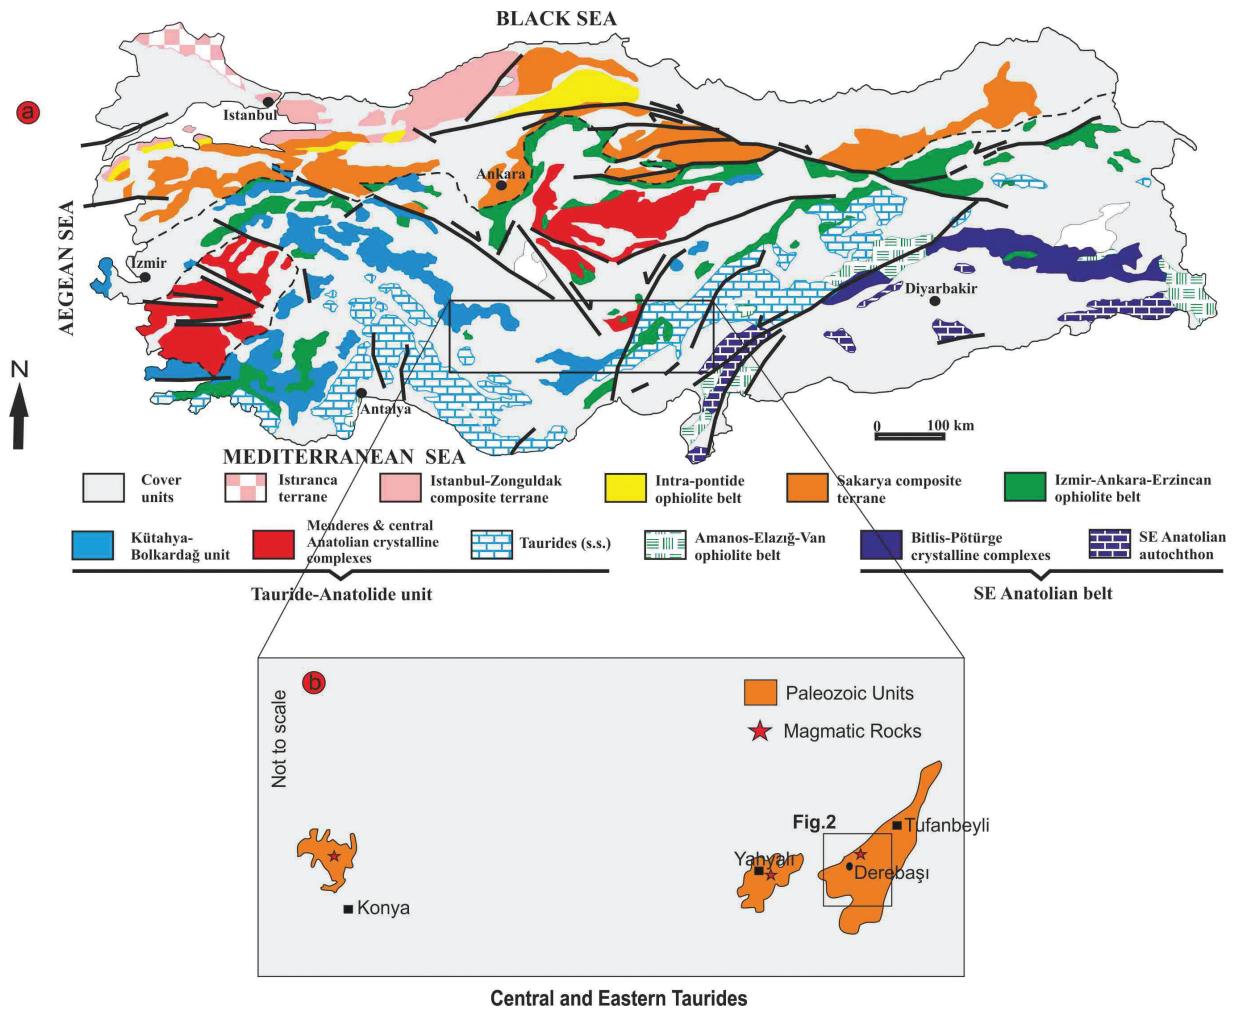 BLACK SEA
a
Istanbul
Ankara
AEGEAN SEA
İzmir
Diyarbakir
N
Antalya
0 100 km
MEDITERRANEAN SEA
Cover
units
Istıranca
terrane
Istanbul-Zonguldak
composite terrane
Intra-pontide
ophiolite belt
Sakarya composite
terrane
Izmir-Ankara-Erzincan
ophiolite belt
Kütahya-
Bolkardağ unit
Menderes & central
Anatolian crystalline
complexes
Taurides (s.s.)
Amanos-Elazığ-Van
ophiolite belt
Bitlis-Pötürge
crystalline complexes
SE Anatolian
autochthon
Tauride-Anatolide unit
SE Anatolian belt
b
Not to scale
Paleozoic Units
Magmatic Rocks
Fig.2
Tufanbeyli
Yahyalı
Derebaşı
Konya
Central and Eastern Taurides